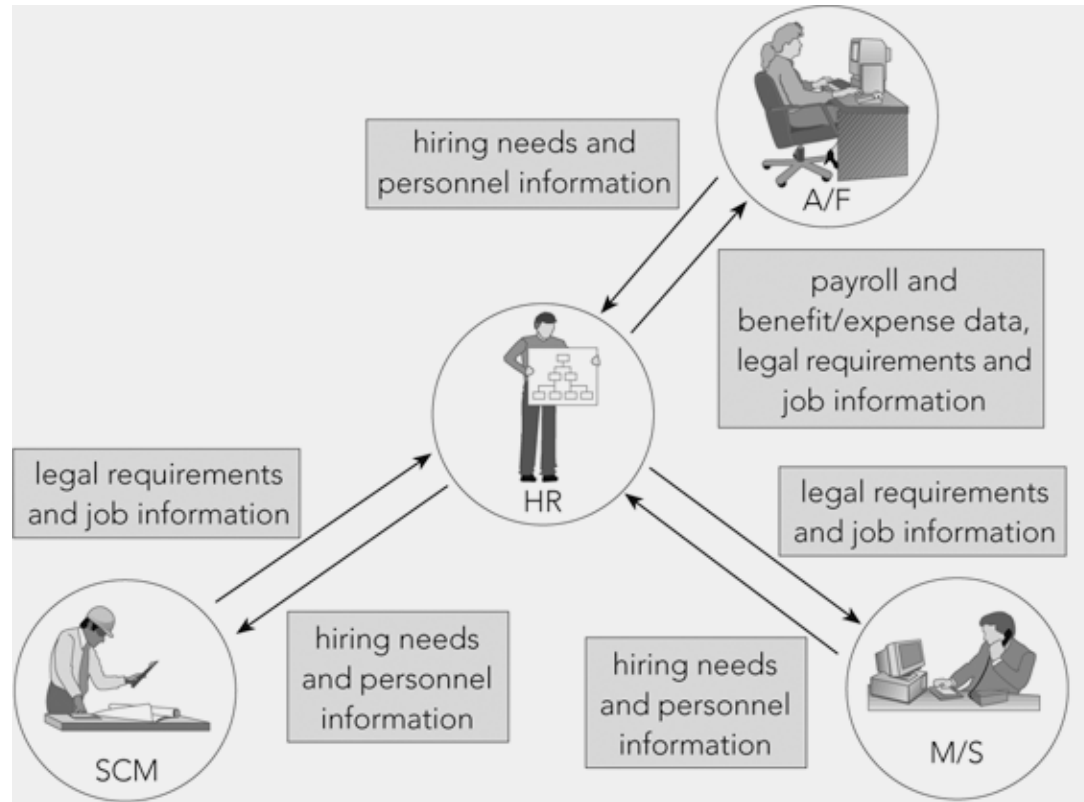 hiring needs and
personnel information
A/F
payroll and
benefit/expense data,
legal requirements and
job information
HR
legal requirements
and job information
legal requirements
and job information
hiring needs
and personnel
information
hiring needs
and personnel
information
SCM
M/S